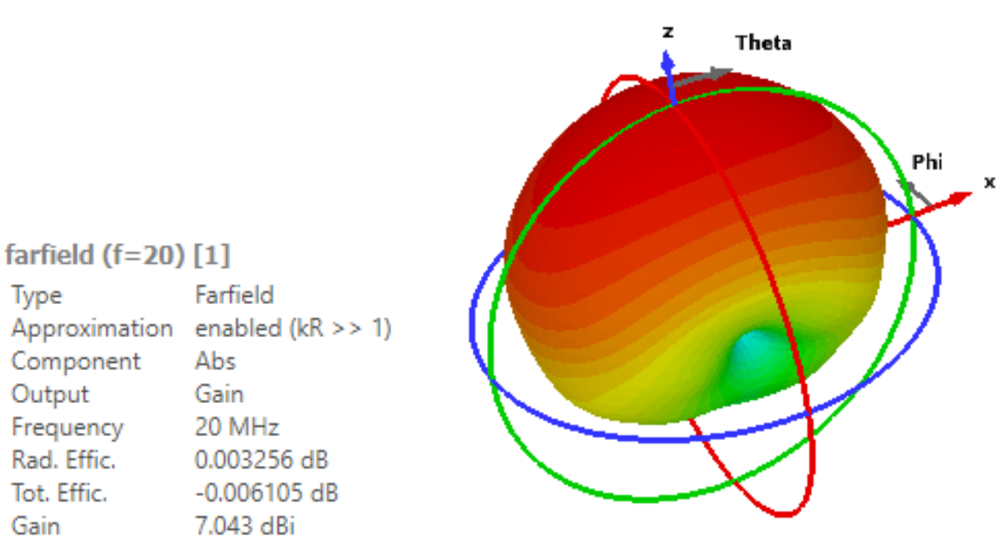 z
Theta
Phi
x
farfield (f=20) [1]
Type Farfield
Approximation enabled (kR >> 1)
Component Abs
Output Gain
Frequency 20 MHz
Rad. Effic. 0.003256 dB
Tot. Effic. -0.006105 dB
Gain 7.043 dBi